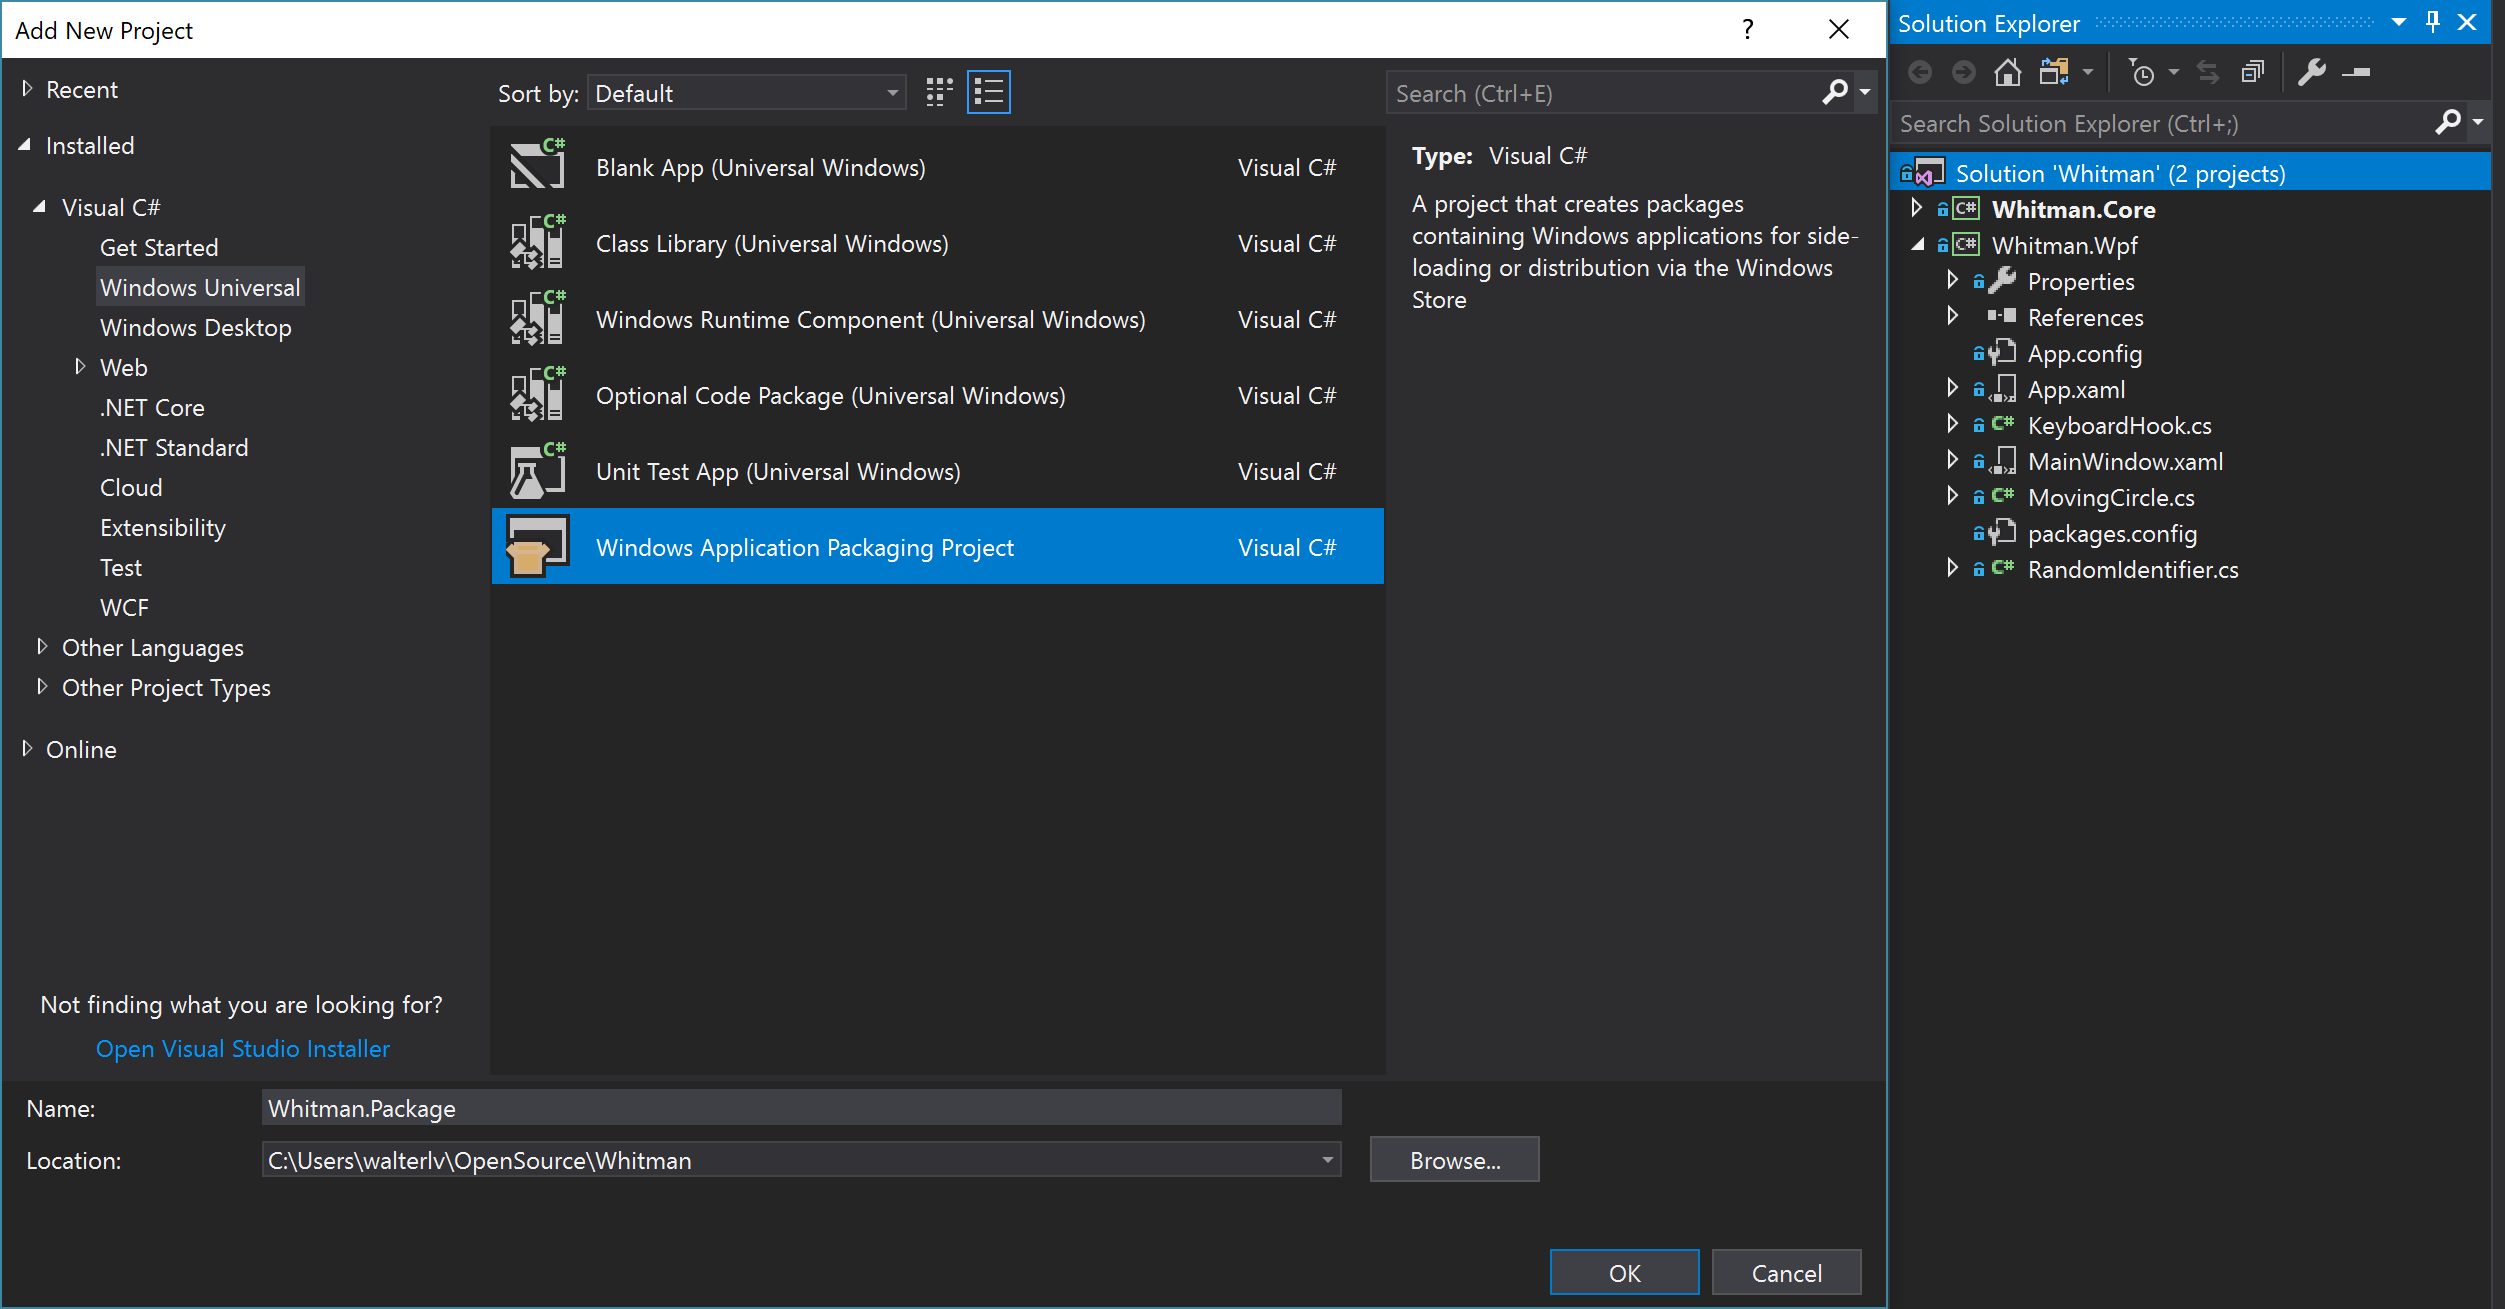 Add New Project
?
Recent
Installed
Visual C#
Get Started
Windows Universal
Windows Desktop
Web
.NET Core
.NET Standard
Cloud
Extensibility
Test
WCF
Other Languages
Other Project Types
Online
Not finding what you are looking for?
Open Visual Studio Installer
Sort by: Default
C# Blank App (Universal Windows) Visual C#
C# Class Library (Universal Windows) Visual C#
C# Windows Runtime Component (Universal Windows) Visual C#
C# Optional Code Package (Universal Windows) Visual C#
C# Unit Test App (Universal Windows) Visual C#
Windows Application Packaging Project Visual C#
Search (Ctrl+E)
Type: Visual C#
A project that creates packages
containing Windows applications for side-
loading or distribution via the Windows
Store
Name: Whitman.Package
Location: C:\Users\walterlv\OpenSource\Whitman
Browse...
OK
Cancel
Solution Explorer
Search Solution Explorer (Ctrl+;)
Solution 'Whitman' (2 projects)
C# Whitman.Core
C# Whitman.Wpf
Properties
References
App.config
App.xaml
C# KeyboardHook.cs
MainWindow.xaml
C# MovingCircle.cs
packages.config
C# RandomIdentifier.cs